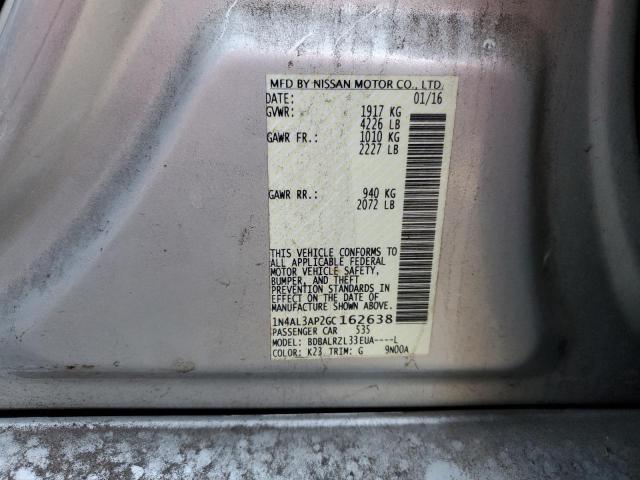 MFD BY NISSAN MOTOR CO., LTD.
DATE: 01/16
GVWR: 1917 KG
4226 LB
GAWR FR.: 1010 KG
2227 LB
GAWR RR.: 940 KG
2072 LB
THIS VEHICLE CONFORMS TO
ALL APPLICABLE FEDERAL
MOTOR VEHICLE SAFETY,
BUMPER, AND THEFT
PREVENTION STANDARDS IN
EFFECT ON THE DATE OF
MANUFACTURE SHOWN ABOVE.
1N4AL3AP2GC162638
PASSENGER CAR 535
MODEL: BDBALRZL33EUA----L
COLOR: K23 TRIM: G 9N00A